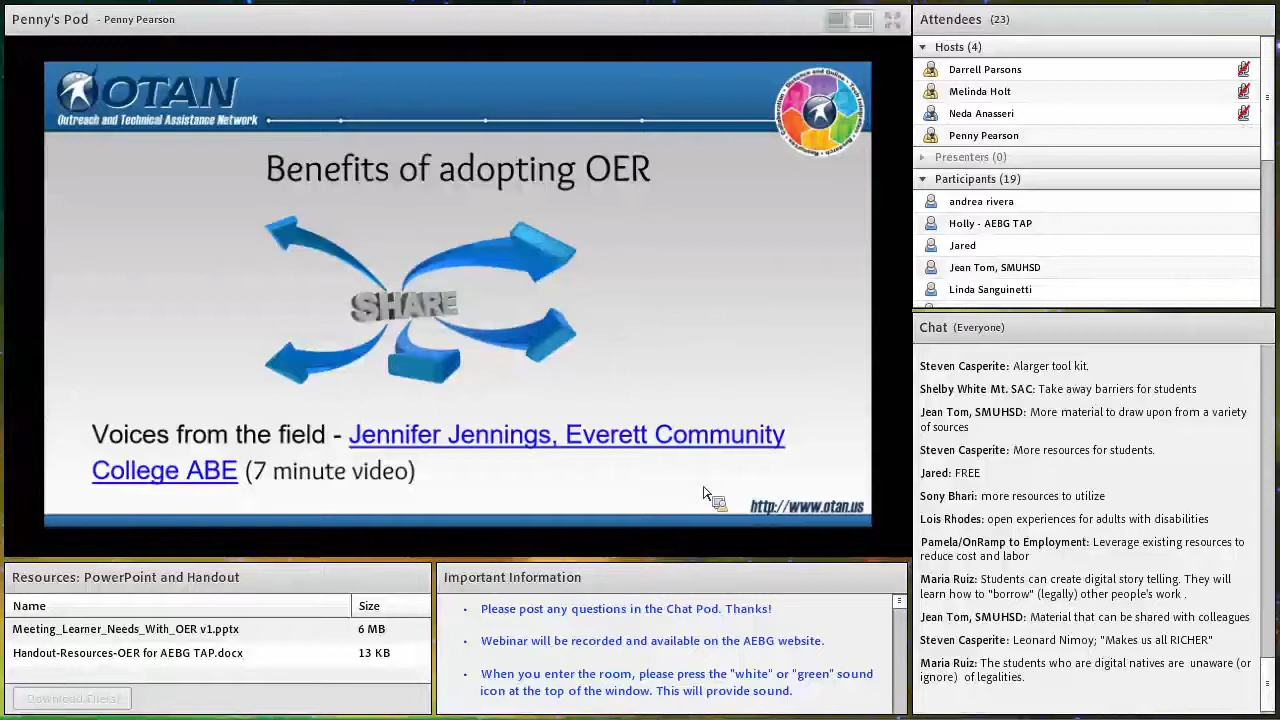 Penny's Pod - Penny Pearson
OTAN
Outreach and Technical Assistance Network
Benefits of adopting OER
SHARE
Voices from the field - Jennifer Jennings, Everett Community
College ABE (7 minute video)
http://www.otan.us
Resources: PowerPoint and Handout
Name Size
Meeting_Learner_Needs_With_OER v1.pptx 6 MB
Handout-Resources-OER for AEBG TAP.docx 13 KB
Download File(s)
Important Information
• Please post any questions in the Chat Pod. Thanks!
• Webinar will be recorded and available on the AEBG website.
• When you enter the room, please press the "white" or "green" sound
icon at the top of the window. This will provide sound.
Attendees (23)
Hosts (4)
Darrell Parsons
Melinda Holt
Neda Anasseri
Penny Pearson
Presenters (0)
Participants (19)
andrea rivera
Holly - AEBG TAP
Jared
Jean Tom, SMUHSD
Linda Sanguinetti
Chat (Everyone)
Steven Casperite: Alarger tool kit.
Shelby White Mt. SAC: Take away barriers for students
Jean Tom, SMUHSD: More material to draw upon from a variety
of sources
Steven Casperite: More resources for students.
Jared: FREE
Sony Bhari: more resources to utilize
Lois Rhodes: open experiences for adults with disabilities
Pamela/OnRamp to Employment: Leverage existing resources to
reduce cost and labor
Maria Ruiz: Students can create digital story telling. They will
learn how to "borrow" (legally) other people's work .
Jean Tom, SMUHSD: Material that can be shared with colleagues
Steven Casperite: Leonard Nimoy; "Makes us all RICHER"
Maria Ruiz: The students who are digital natives are unaware (or
ignore) of legalities.